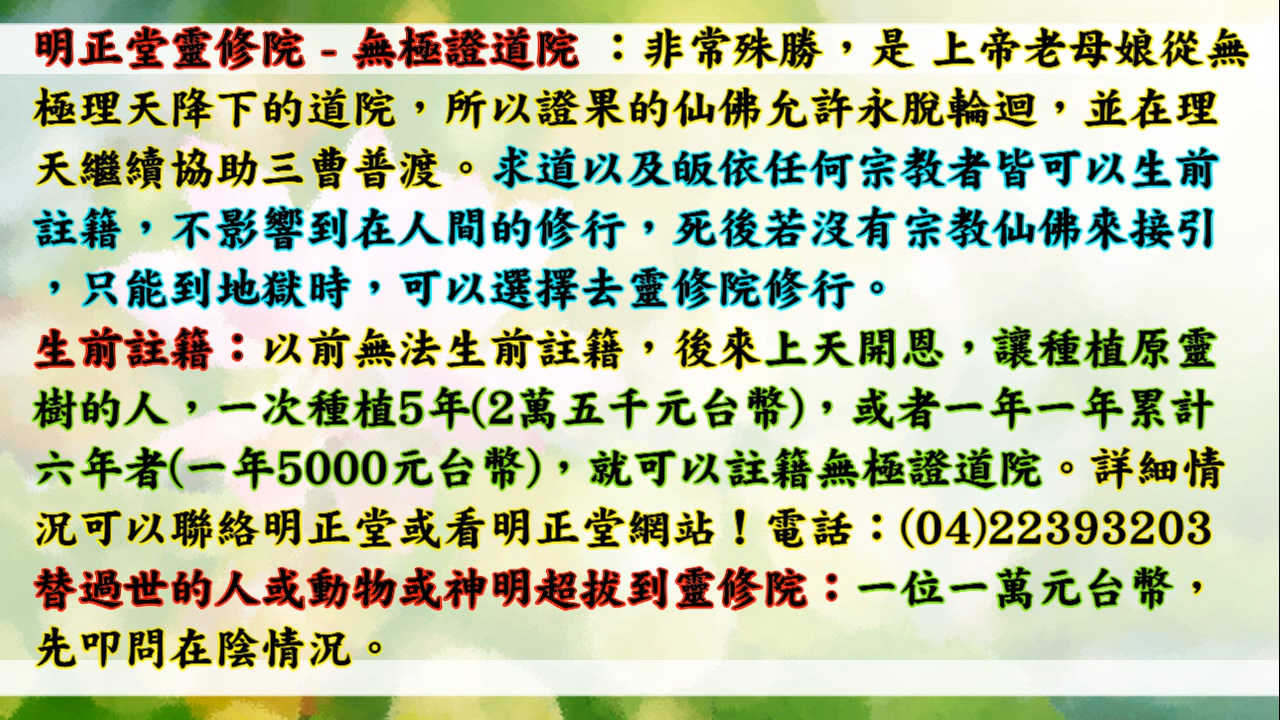 明正堂靈修院 - 無極證道院 ：非常殊勝，是 上帝老母娘從無
極理天降下的道院，所以證果的仙佛允許永脫輪迴，並在理
天繼續協助三曹普渡。求道以及皈依任何宗教者皆可以生前
註籍，不影響到在人間的修行，死後若沒有宗教仙佛來接引
，只能到地獄時，可以選擇去靈修院修行。
生前註籍：以前無法生前註籍，後來上天開恩，讓種植原靈
樹的人，一次種植5年(2萬五千元台幣)，或者一年一年累計
六年者(一年5000元台幣)，就可以註籍無極證道院。詳細情
況可以聯絡明正堂或看明正堂網站！電話：(04)22393203
替過世的人或動物或神明超拔到靈修院：一位一萬元台幣，
先叩問在陰情況。